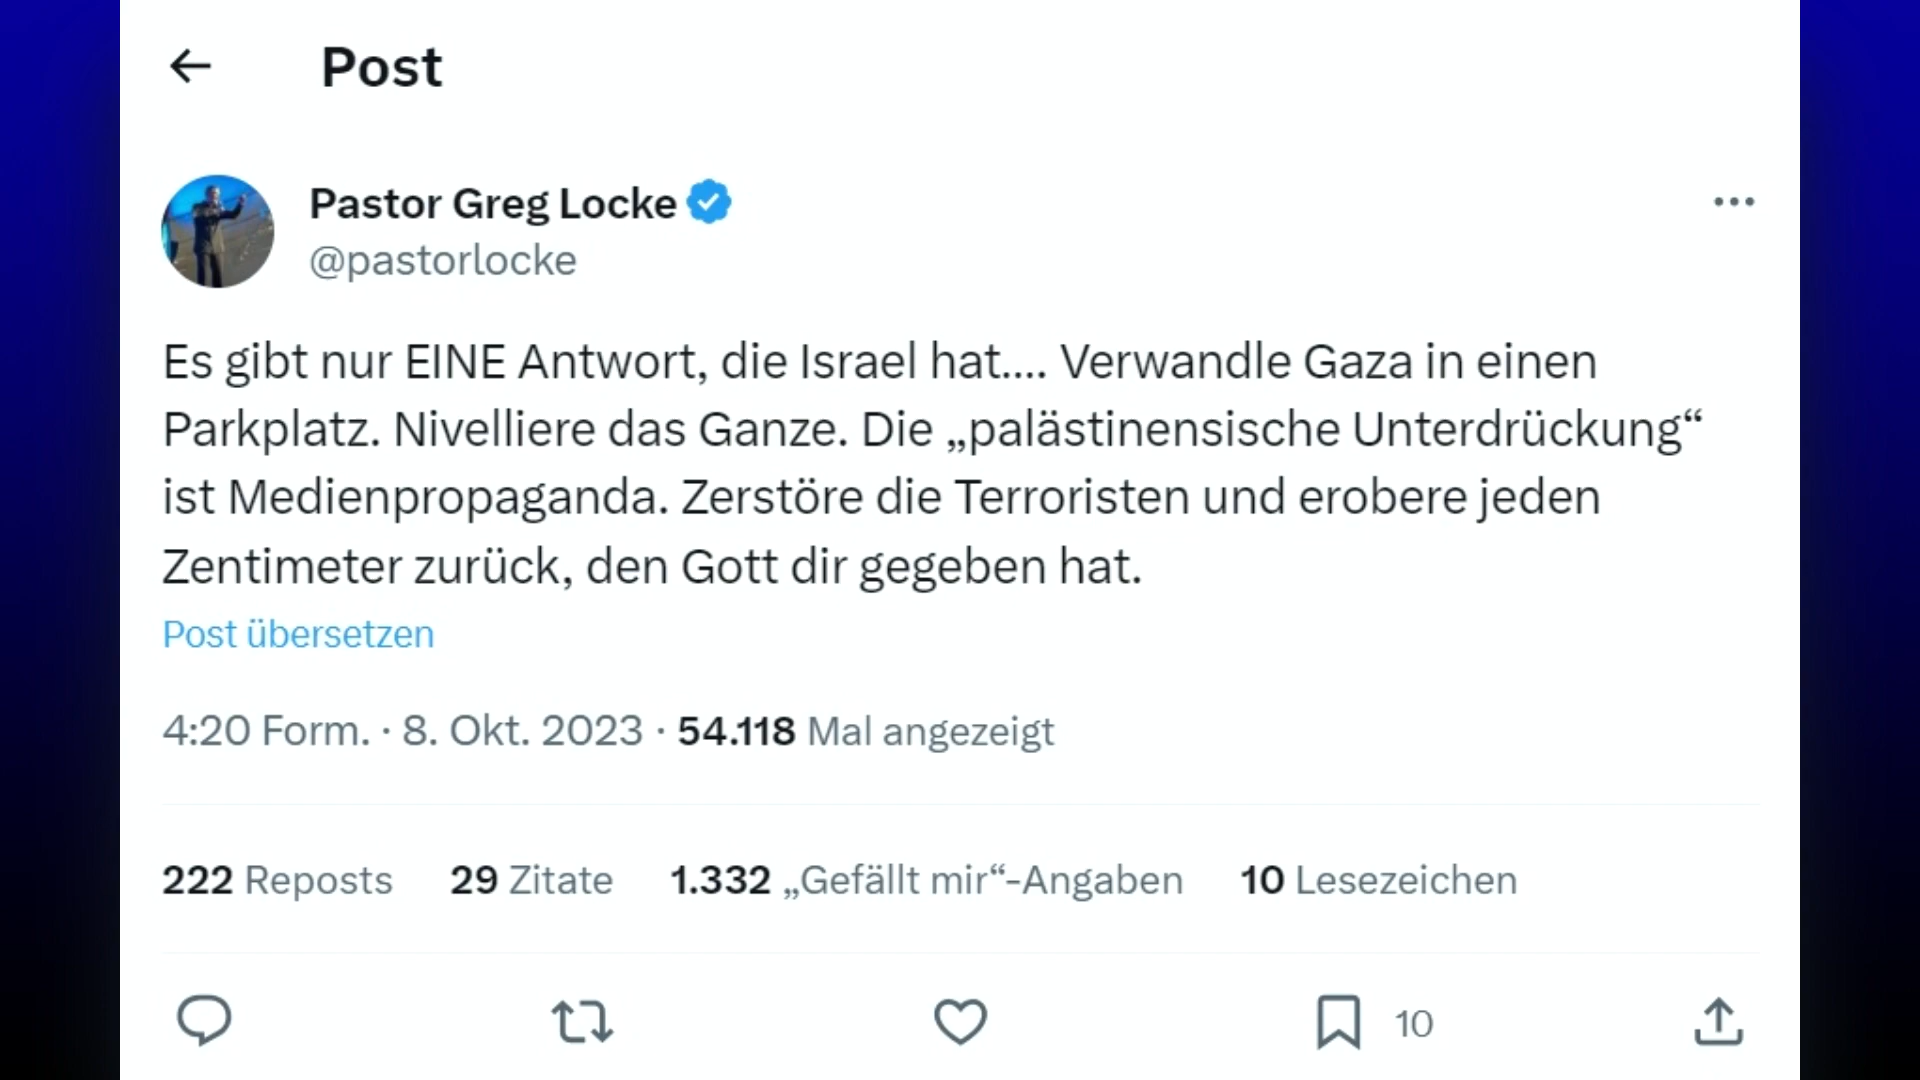 Post
Pastor Greg Locke
@pastorlocke
Es gibt nur EINE Antwort, die Israel hat.... Verwandle Gaza in einen
Parkplatz. Nivelliere das Ganze. Die „palästinensische Unterdrückung“
ist Medienpropaganda. Zerstöre die Terroristen und erobere jeden
Zentimeter zurück, den Gott dir gegeben hat.
Post übersetzen
4:20 Form. · 8. Okt. 2023 · 54.118 Mal angezeigt
222 Reposts 29 Zitate 1.332 „Gefällt mir“-Angaben 10 Lesezeichen
10